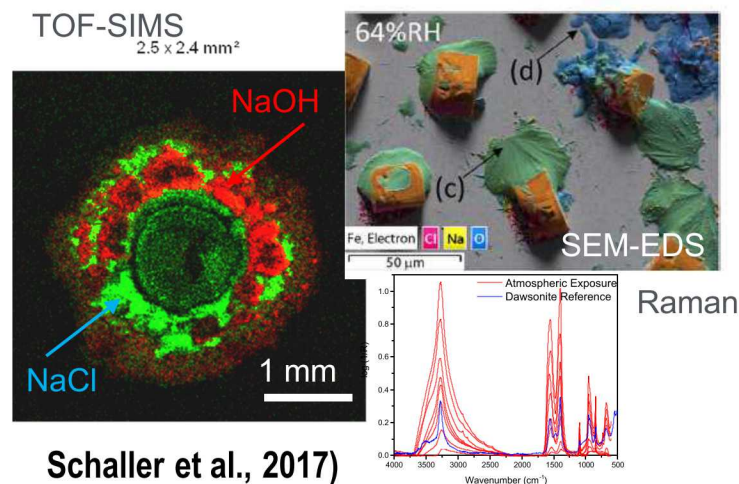 TOF-SIMS
2.5 x 2.4 mm²
NaOH
NaCl
1 mm
64%RH
(d)
(c)
Fe, Electron Cl Na O
50 µm
SEM-EDS
Raman
Atmospheric Exposure
Dawsonite Reference
1.0
0.8
0.6
0.4
0.2
0.0
4000 3500 3000 2500 2000 1500 1000 500
Wavenumber (cm⁻¹)
Schaller et al., 2017)